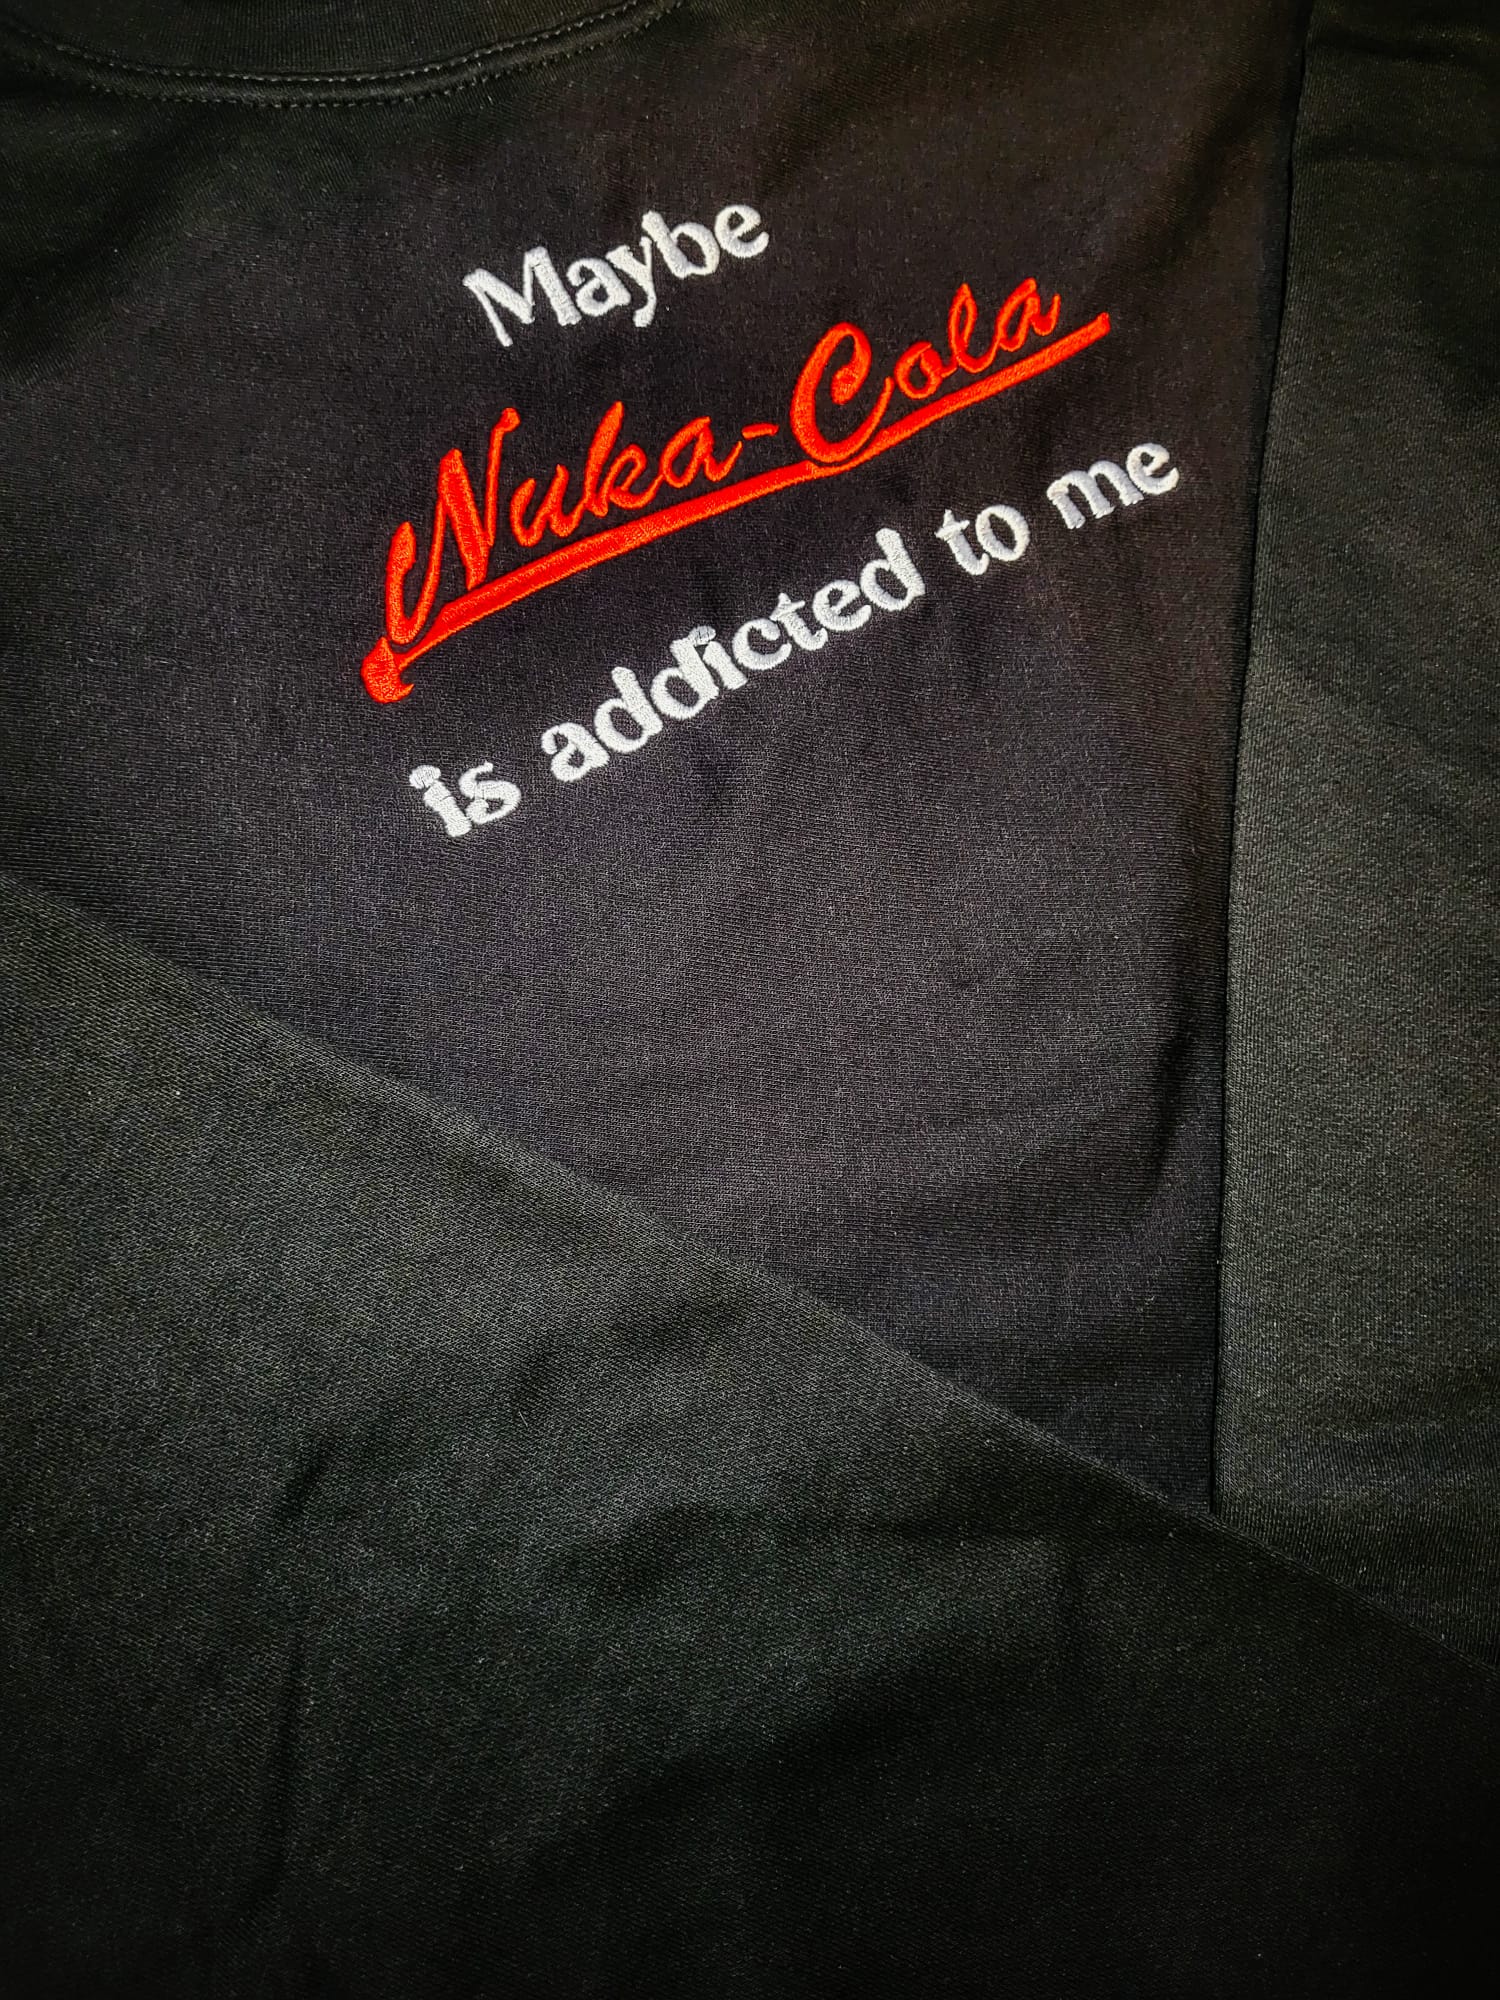 Maybe
Nuka-Cola
is addicted to me